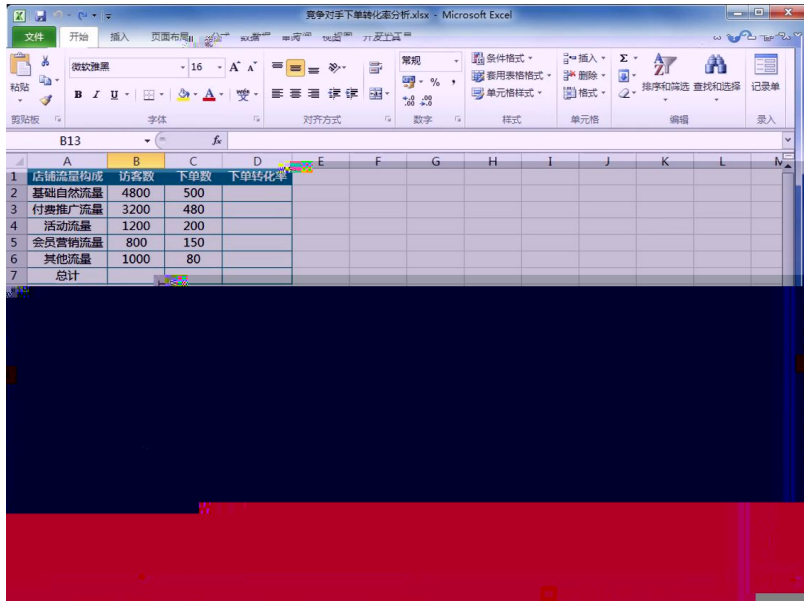 竞争对手下单转化率分析.xlsx - Microsoft Excel
文件 开始 插入 页面布局
粘贴 微软雅黑 16 A A 常规 条件格式 插入 Σ
B I U A 变 % , 套用表格格式 删除 排序和筛选 查找和选择 记录单
.00 单元格样式 格式
剪贴板 字体 对齐方式 数字 样式 单元格 编辑 录入
B13 fx
A B C D E F G H I J K L
1 店铺流量构成 访客数 下单数 下单转化率
2 基础自然流量 4800 500
3 付费推广流量 3200 480
4 活动流量 1200 200
5 会员营销流量 800 150
6 其他流量 1000 80
7 总计